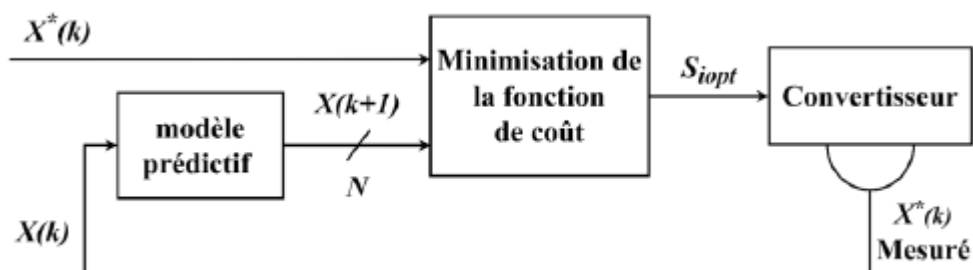 X*(k)
modèle
prédictif
X(k)
X(k+1)
N
Minimisation de
la fonction
de coût
Siopt
Convertisseur
X*(k)
Mesuré